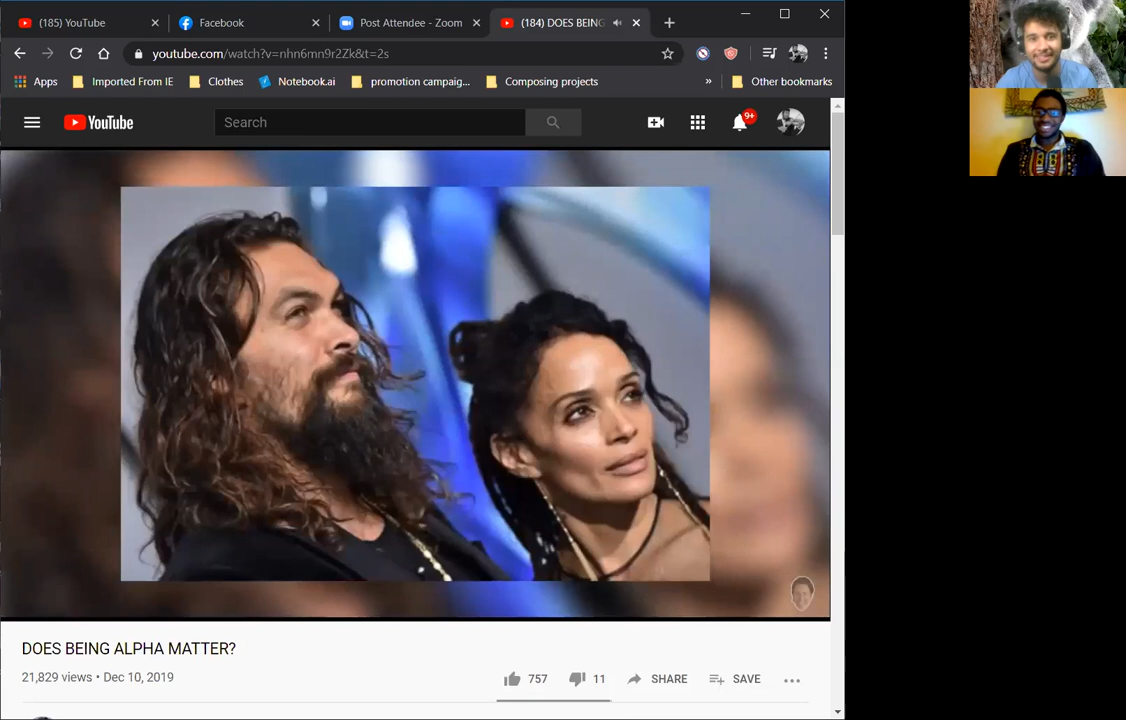 (185) YouTube
Facebook
Post Attendee - Zoom
(184) DOES BEING
youtube.com/watch?v=nhn6mn9r2Zk&t=2s
Apps
Imported From IE
Clothes
Notebook.ai
promotion campaig...
Composing projects
»
Other bookmarks
YouTube
Search
9+
DOES BEING ALPHA MATTER?
21,829 views • Dec 10, 2019
757
11
SHARE
SAVE